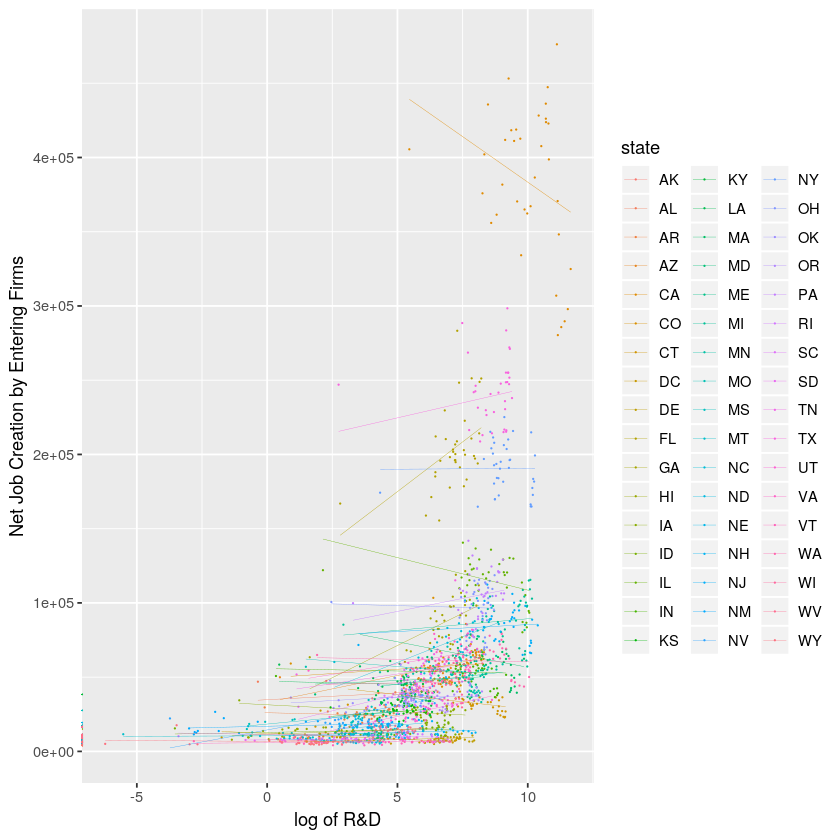 4e+05
3e+05
2e+05
1e+05
0e+00
Net Job Creation by Entering Firms
-5 0 5 10
log of R&D
state
AK KY NY
AL LA OH
AR MA OK
AZ MD OR
CA ME PA
CO MI RI
CT MN SC
DC MO SD
DE MS TN
FL MT TX
GA NC UT
HI ND VA
IA NE VT
ID NH WA
IL NJ WI
IN NM WV
KS NV WY